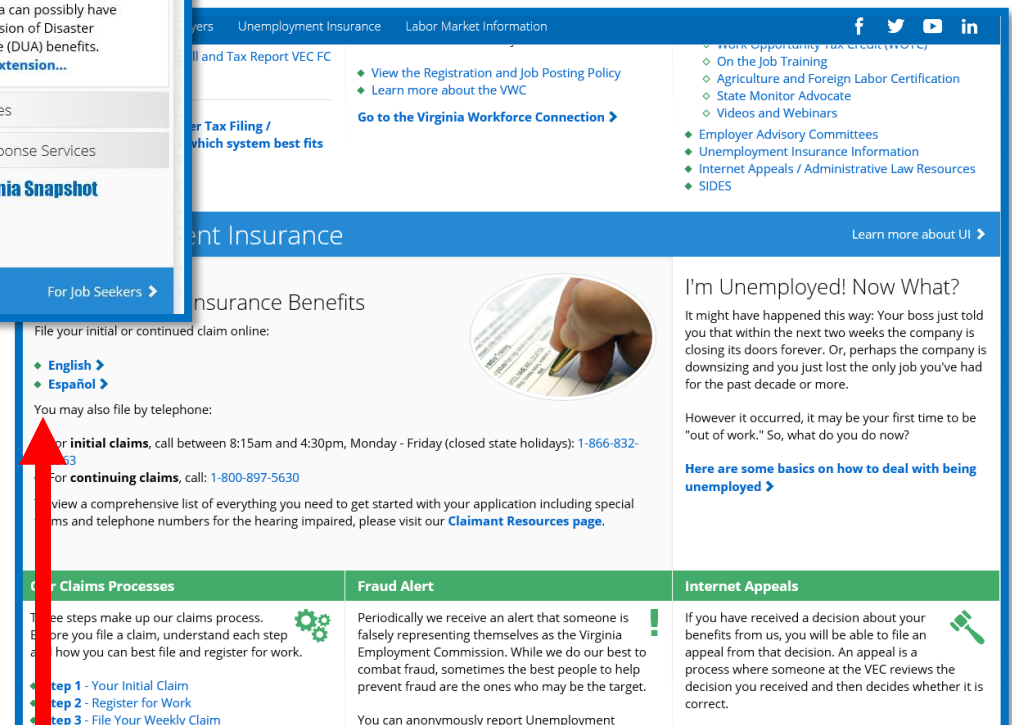 a can possibly have
sion of Disaster
e (DUA) benefits.
xtension...
es
ponse Services
nia Snapshot
For Job Seekers
yers Unemployment Insurance Labor Market Information
f in
ll and Tax Report VEC FC
er Tax Filing /
which system best fits
View the Registration and Job Posting Policy
Learn more about the VWC
Go to the Virginia Workforce Connection
Work Opportunity Tax Credit (WOTC)
On the Job Training
Agriculture and Foreign Labor Certification
State Monitor Advocate
Videos and Webinars
Employer Advisory Committees
Unemployment Insurance Information
Internet Appeals / Administrative Law Resources
SIDES
ent Insurance
Learn more about UI
nsurance Benefits
File your initial or continued claim online:
English
Español
You may also file by telephone:
or initial claims, call between 8:15am and 4:30pm, Monday - Friday (closed state holidays): 1-866-832-
63
For continuing claims, call: 1-800-897-5630
view a comprehensive list of everything you need to get started with your application including special
ms and telephone numbers for the hearing impaired, please visit our Claimant Resources page.
I'm Unemployed! Now What?
It might have happened this way: Your boss just told
you that within the next two weeks the company is
closing its doors forever. Or, perhaps the company is
downsizing and you just lost the only job you've had
for the past decade or more.
However it occurred, it may be your first time to be
"out of work." So, what do you do now?
Here are some basics on how to deal with being
unemployed
r Claims Processes
ee steps make up our claims process.
ore you file a claim, understand each step
how you can best file and register for work.
tep 1 - Your Initial Claim
tep 2 - Register for Work
tep 3 - File Your Weekly Claim
Fraud Alert
Periodically we receive an alert that someone is
falsely representing themselves as the Virginia
Employment Commission. While we do our best to
combat fraud, sometimes the best people to help
prevent fraud are the ones who may be the target.
You can anonymously report Unemployment
Internet Appeals
If you have received a decision about your
benefits from us, you will be able to file an
appeal from that decision. An appeal is a
process where someone at the VEC reviews the
decision you received and then decides whether it is
correct.